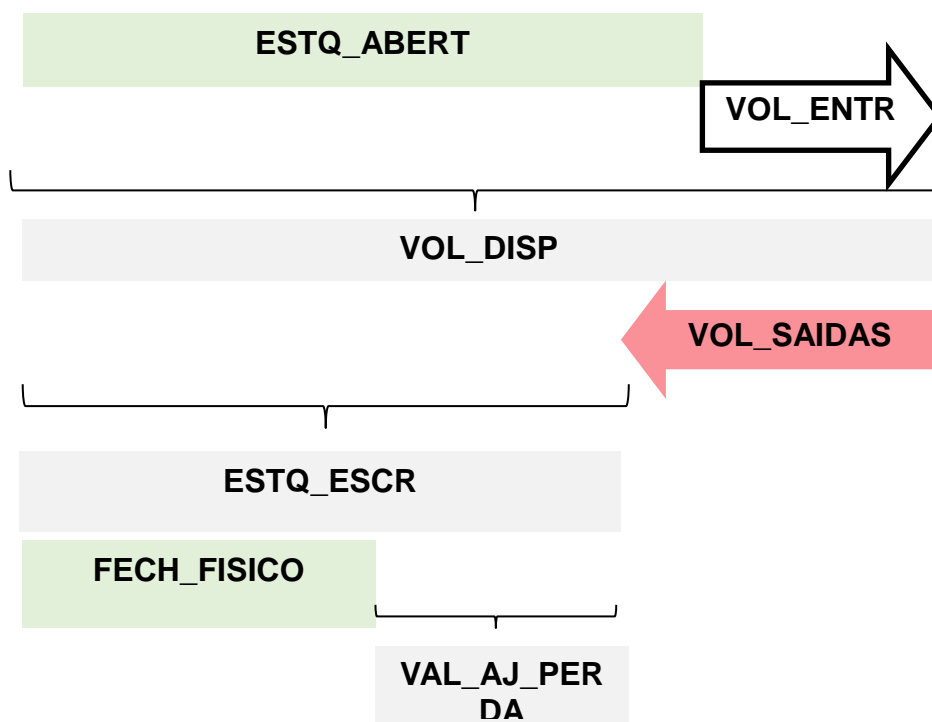 ESTQ_ABERT
VOL_ENTR
VOL_DISP
VOL_SAIDAS
ESTQ_ESCR
FECH_FISICO
VAL_AJ_PER
DA